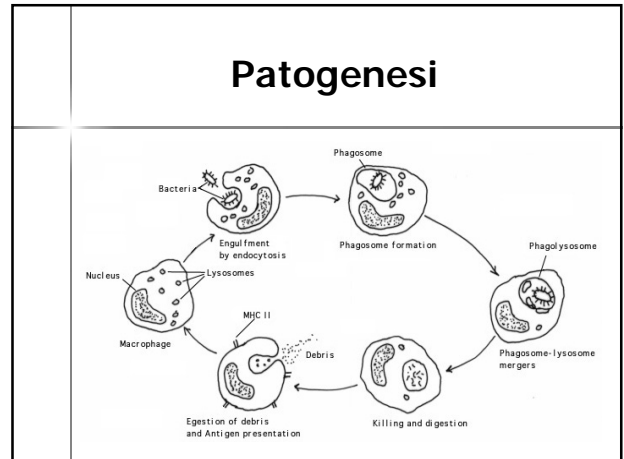 Patogenesi
Phagosome
Bacteria
Engulfment
by endocytosis
Phagosome formation
Phagolysosome
Nucleus
Lysosomes
Macrophage
MHC II
Debris
Phagosome-lysosome
mergers
Egestion of debris
and Antigen presentation
Killing and digestion